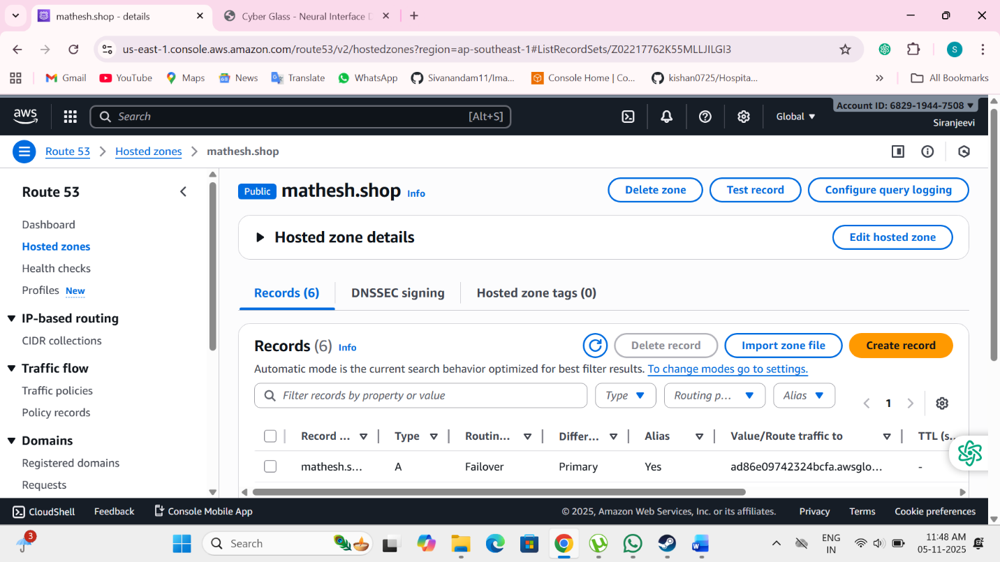 mathesh.shop - details
Cyber Glass - Neural Interface D
us-east-1.console.aws.amazon.com/route53/v2/hostedzones?region=ap-southeast-1#ListRecordSets/Z02217762K55MLLJILGI3
S
Gmail YouTube Maps News Translate WhatsApp Sivanandam11/Ima... Console Home | Co... kishan0725/Hospita... » All Bookmarks
aws Search [Alt+S] Global Account ID: 6829-1944-7508
Siranjeevi
Route 53 Hosted zones mathesh.shop
Route 53
Dashboard
Hosted zones
Health checks
Profiles New
IP-based routing
CIDR collections
Traffic flow
Traffic policies
Policy records
Domains
Registered domains
Requests
Public mathesh.shop Info Delete zone Test record Configure query logging
Hosted zone details Edit hosted zone
Records (6) DNSSEC signing Hosted zone tags (0)
Records (6) Info Delete record Import zone file Create record
Automatic mode is the current search behavior optimized for best filter results. To change modes go to settings.
Filter records by property or value Type Routing p... Alias 1
Record ... Type Routin... Differ... Alias Value/Route traffic to TTL (s...
mathesh.s... A Failover Primary Yes ad86e09742324bcfa.awsglo... -
CloudShell Feedback Console Mobile App © 2025, Amazon Web Services, Inc. or its affiliates. Privacy Terms Cookie preferences
3 Search ENG
IN 11:48 AM
05-11-2025